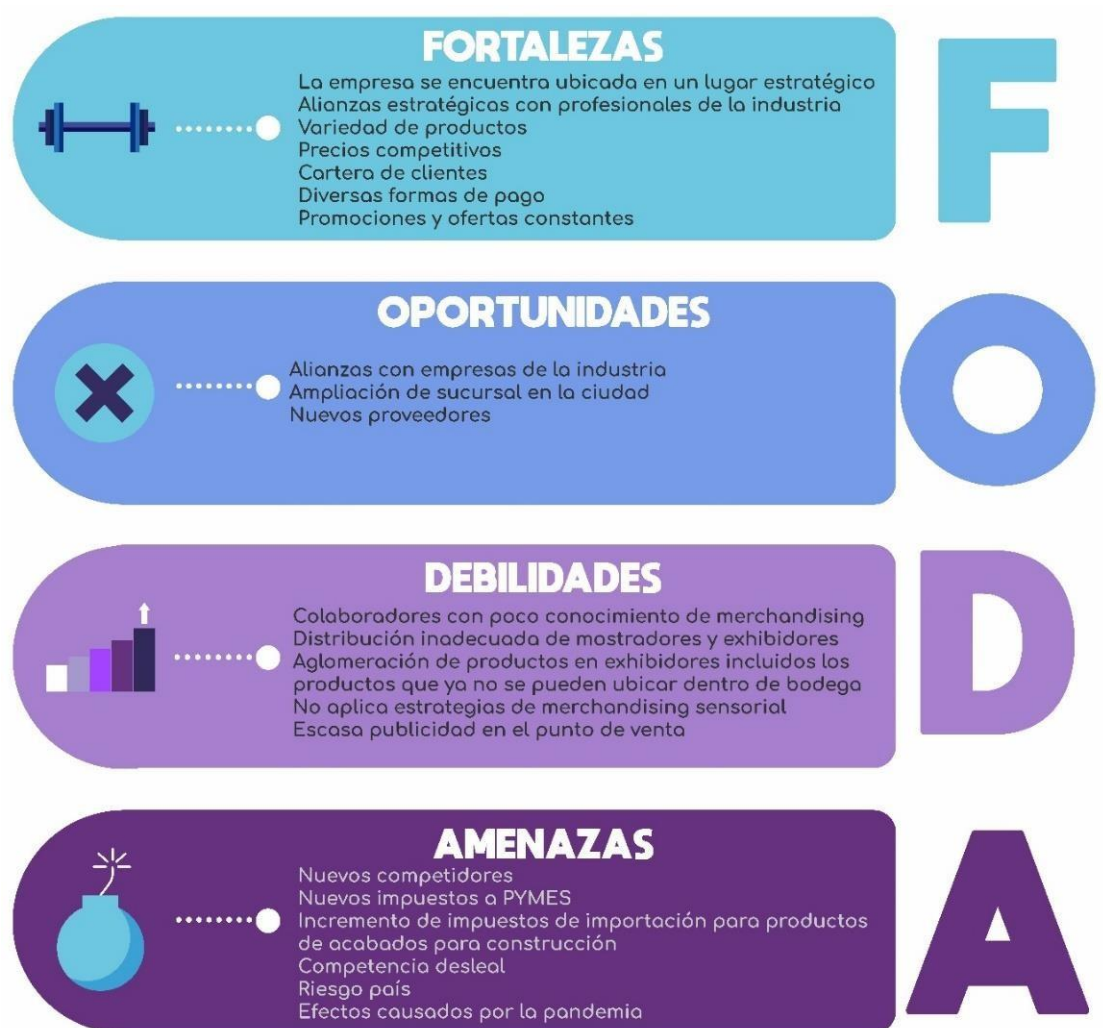 FORTALEZAS
La empresa se encuentra ubicada en un lugar estratégico
Alianzas estratégicas con profesionales de la industria
Variedad de productos
Precios competitivos
Cartera de clientes
Diversas formas de pago
Promociones y ofertas constantes
F
OPORTUNIDADES
Alianzas con empresas de la industria
Ampliación de sucursal en la ciudad
Nuevos proveedores
O
DEBILIDADES
Colaboradores con poco conocimiento de merchandising
Distribución inadecuada de mostradores y exhibidores
Aglomeración de productos en exhibidores incluidos los
productos que ya no se pueden ubicar dentro de bodega
No aplica estrategias de merchandising sensorial
Escasa publicidad en el punto de venta
D
AMENAZAS
Nuevos competidores
Nuevos impuestos a PYMES
Incremento de impuestos de importación para productos
de acabados para construcción
Competencia desleal
Riesgo país
Efectos causados por la pandemia
A